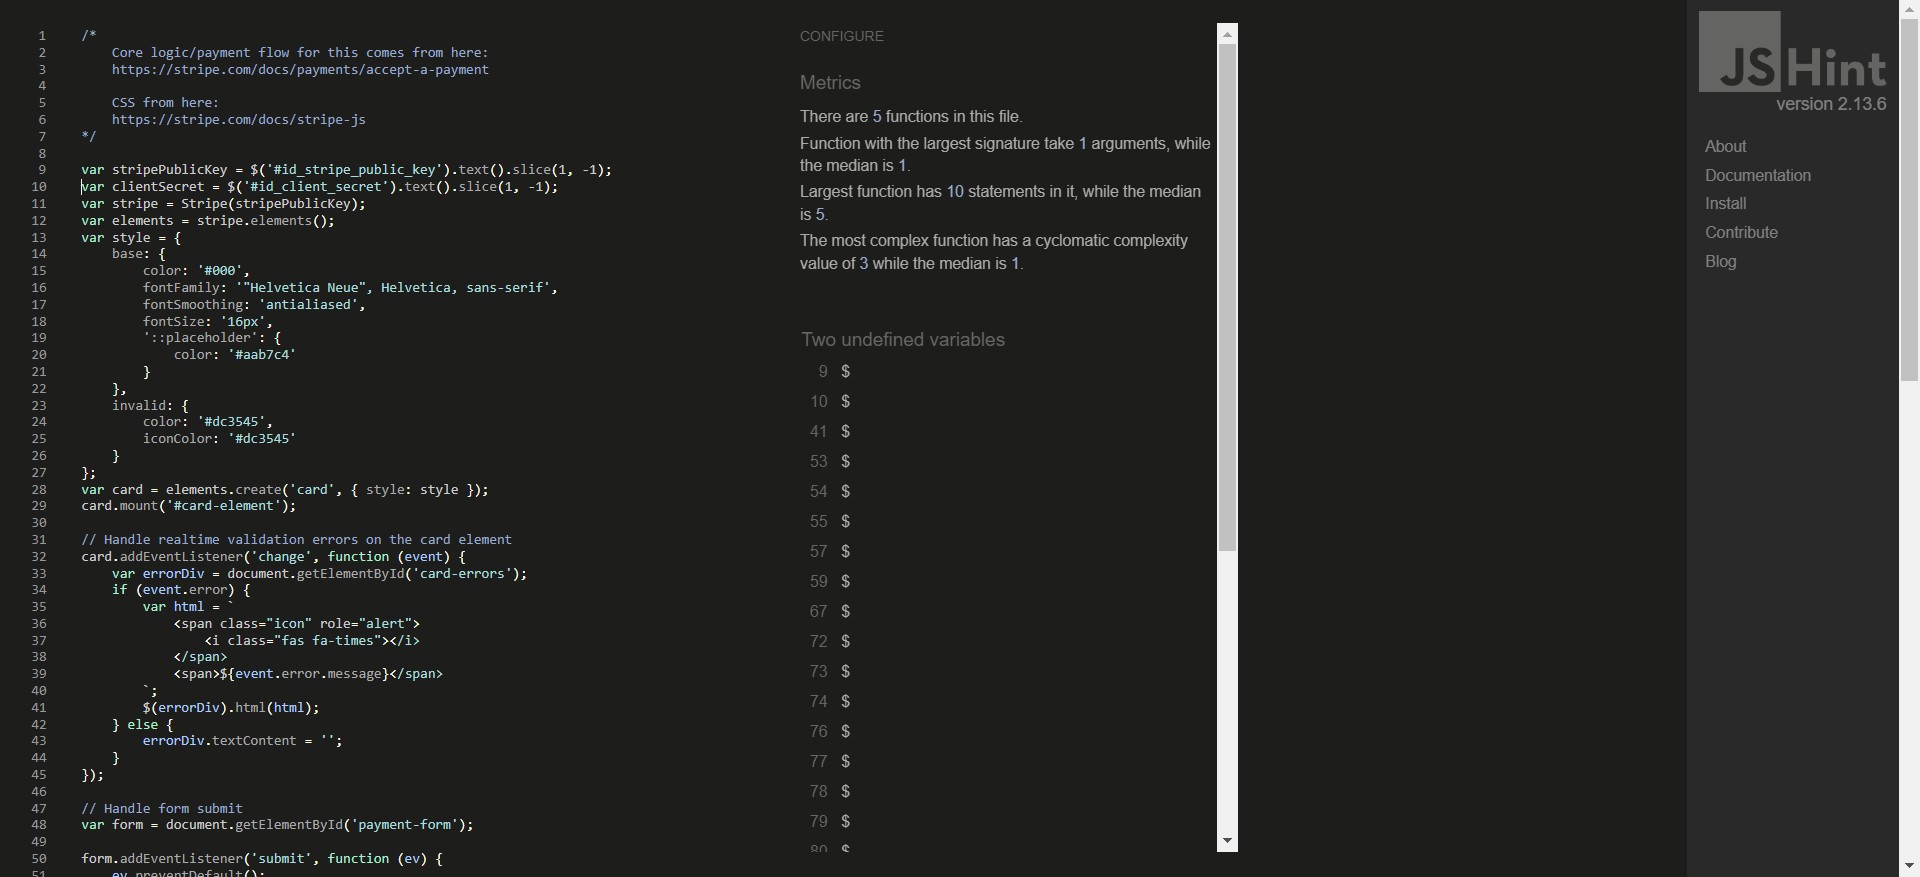 1 /*
2 Core logic/payment flow for this comes from here:
3 https://stripe.com/docs/payments/accept-a-payment
4
5 CSS from here:
6 https://stripe.com/docs/stripe-js
7 */
8
9 var stripePublicKey = $('#id_stripe_public_key').text().slice(1, -1);
10 var clientSecret = $('#id_client_secret').text().slice(1, -1);
11 var stripe = Stripe(stripePublicKey);
12 var elements = stripe.elements();
13 var style = {
14 base: {
15 color: '#000',
16 fontFamily: '"Helvetica Neue", Helvetica, sans-serif',
17 fontSmoothing: 'antialiased',
18 fontSize: '16px',
19 '::placeholder': {
20 color: '#aab7c4'
21 }
22 },
23 invalid: {
24 color: '#dc3545',
25 iconColor: '#dc3545'
26 }
27 };
28 var card = elements.create('card', { style: style });
29 card.mount('#card-element');
30
31 // Handle realtime validation errors on the card element
32 card.addEventListener('change', function (event) {
33 var errorDiv = document.getElementById('card-errors');
34 if (event.error) {
35 var html = `
36 <span class="icon" role="alert">
37 <i class="fas fa-times"></i>
38 </span>
39 <span>${event.error.message}</span>
40 `;
41 $(errorDiv).html(html);
42 } else {
43 errorDiv.textContent = '';
44 }
45 });
46
47 // Handle form submit
48 var form = document.getElementById('payment-form');
49
50 form.addEventListener('submit', function (ev) {
51 ev.preventDefault();
CONFIGURE
Metrics
There are 5 functions in this file.
Function with the largest signature take 1 arguments, while
the median is 1.
Largest function has 10 statements in it, while the median
is 5.
The most complex function has a cyclomatic complexity
value of 3 while the median is 1.
Two undefined variables
9 $
10 $
41 $
53 $
54 $
55 $
57 $
59 $
67 $
72 $
73 $
74 $
76 $
77 $
78 $
79 $
80 $
JSHint
version 2.13.6
About
Documentation
Install
Contribute
Blog